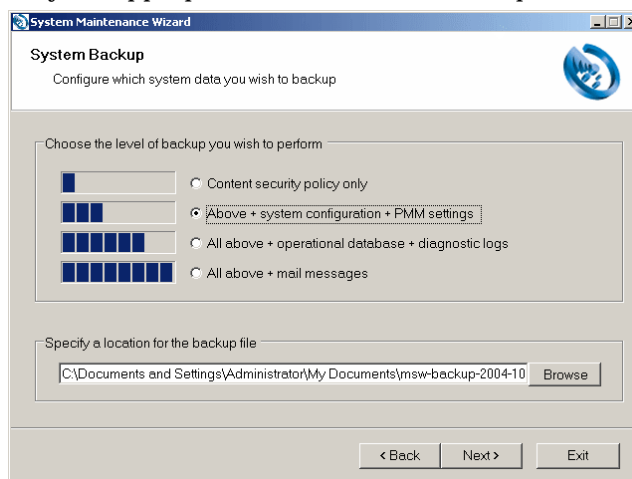 System Maintenance Wizard
System Backup
Configure which system data you wish to backup
Choose the level of backup you wish to perform
Content security policy only
Above + system configuration + PMM settings
All above + operational database + diagnostic logs
All above + mail messages
Specify a location for the backup file
C:\Documents and Settings\Administrator\My Documents\msw-backup-2004-10 Browse
< Back Next > Exit